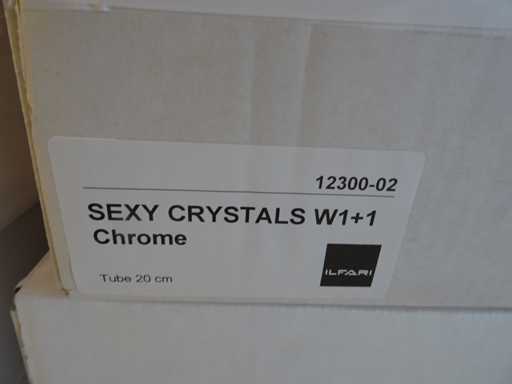 12300-02
SEXY CRYSTALS W1+1
Chrome
Tube 20 cm
ILFARI